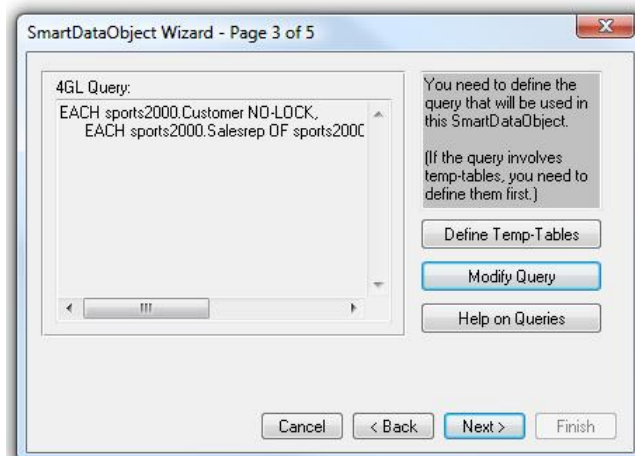 SmartDataObject Wizard - Page 3 of 5
4GL Query:
EACH sports2000.Customer NO-LOCK,
EACH sports2000.Salesrep OF
You need to define the
query that will be used in
this SmartDataObject.
(If the query involves
temp-tables, you need to
define them first.)
Define Temp-Tables
Modify Query
Help on Queries
Cancel
< Back
Next >
Finish